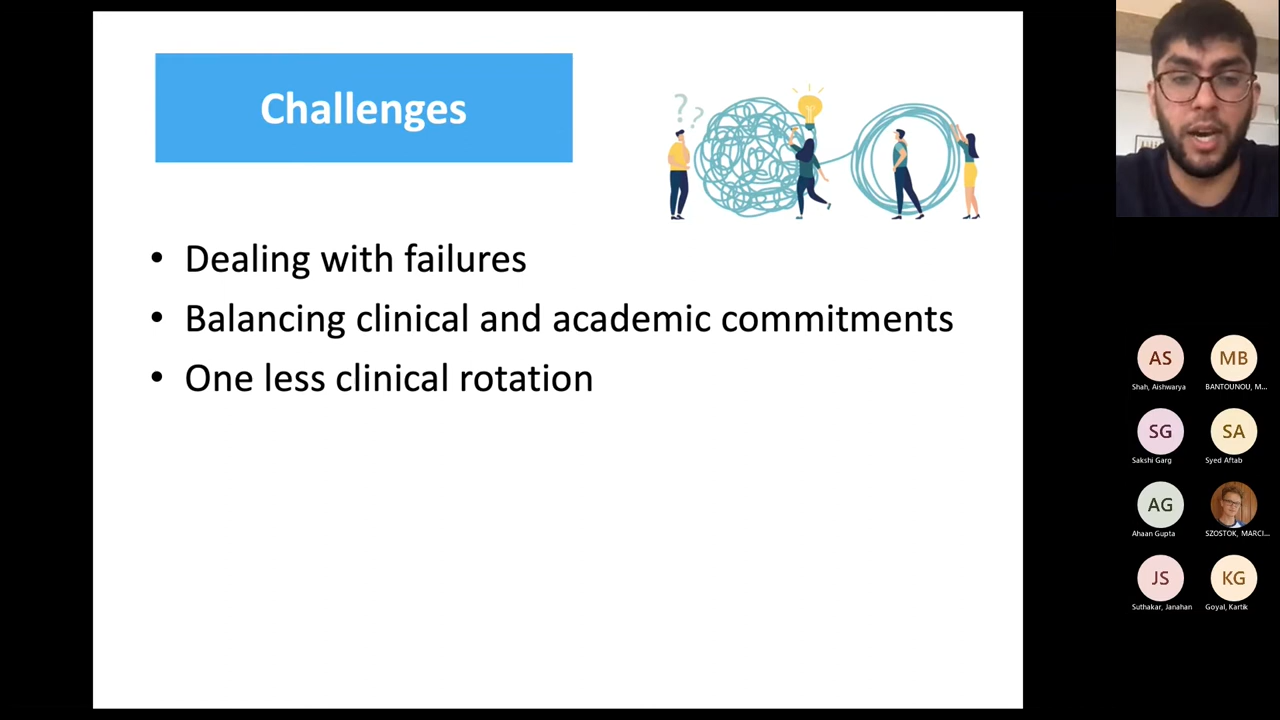 Challenges
??
• Dealing with failures
• Balancing clinical and academic commitments
• One less clinical rotation
AS
MB
Shah, Aishwarya
BANTOUNOU, M...
SG
SA
Sakshi Garg
Syed Aftab
AG
Ahaan Gupta
SZOSTOK, MARCI...
JS
KG
Suthakar, Janahan
Goyal, Kartik